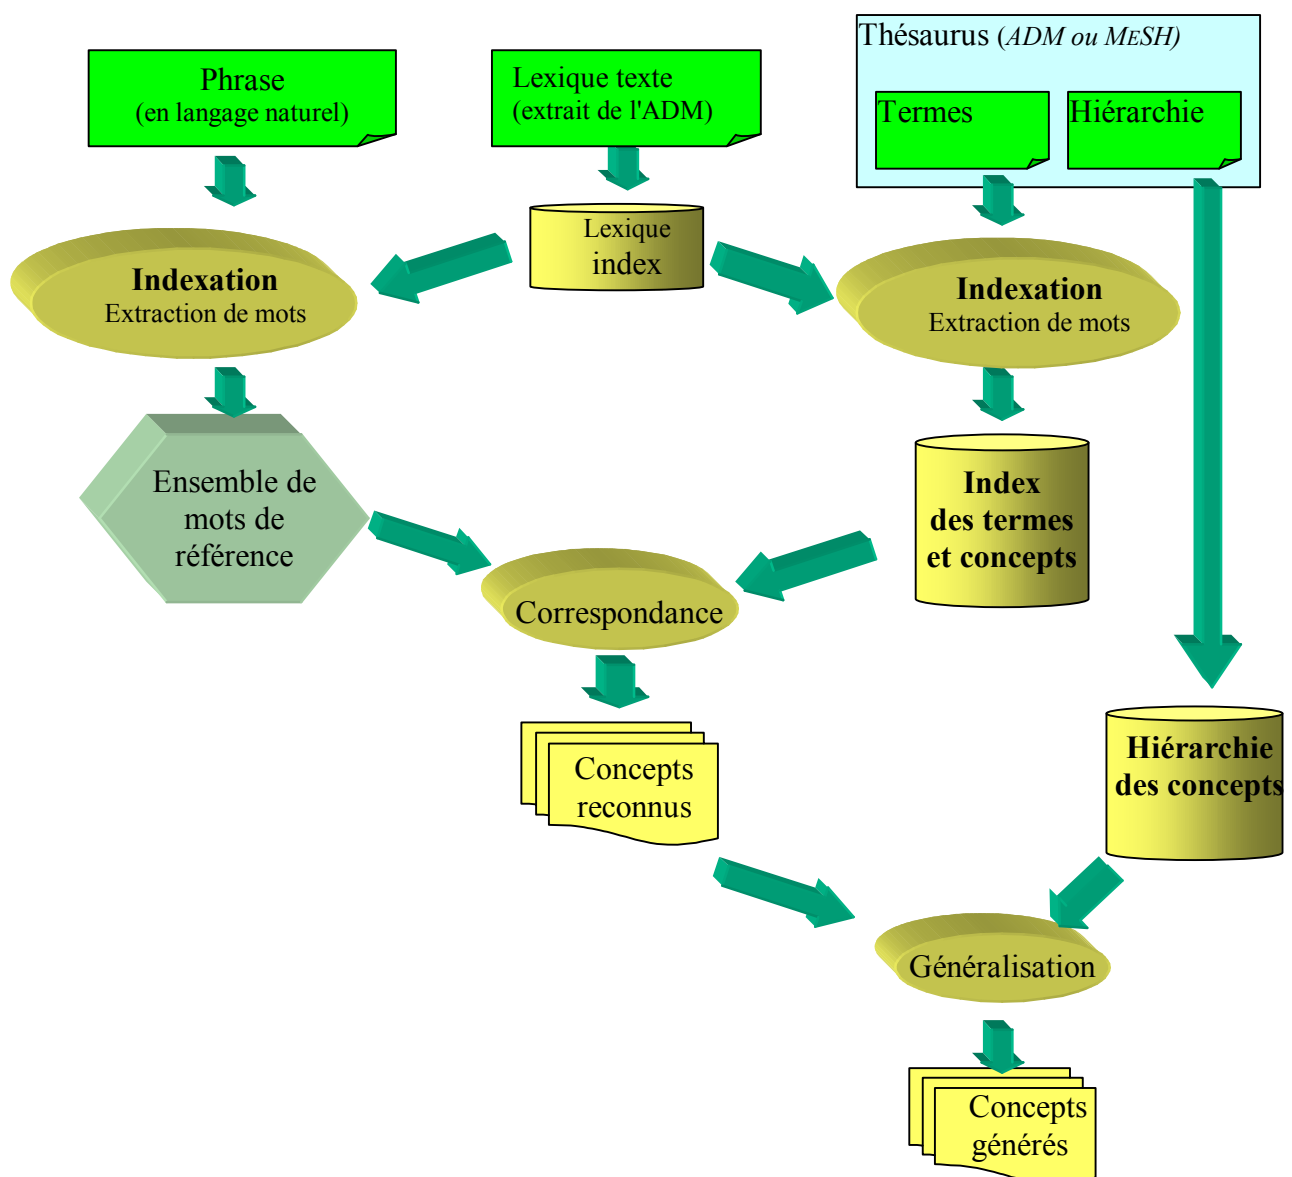 Thésaurus (ADM ou MESH)
Phrase
(en langage naturel)
Lexique texte
(extrait de l'ADM)
Termes
Hiérarchie
Lexique
index
Indexation
Extraction de mots
Indexation
Extraction de mots
Ensemble de
mots de
référence
Index
des termes
et concepts
Correspondance
Concepts
reconnus
Hiérarchie
des concepts
Généralisation
Concepts
générés